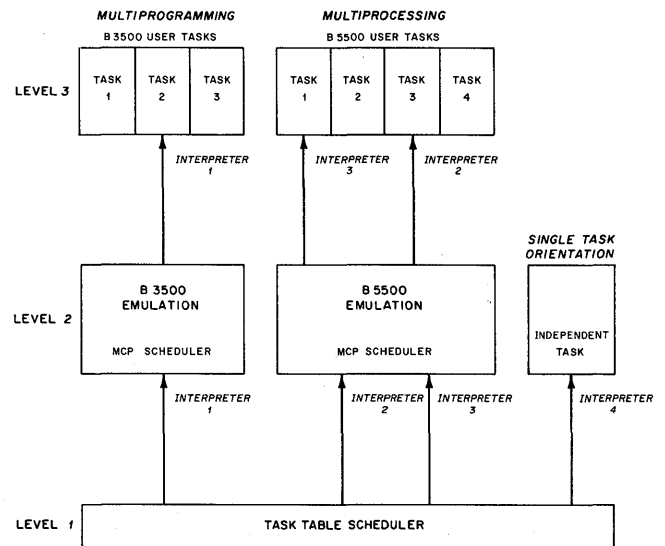 MULTIPROGRAMMING
B 3500 USER TASKS
MULTIPROCESSING
B 5500 USER TASKS
LEVEL 3
TASK 1
TASK 2
TASK 3
TASK 1
TASK 2
TASK 3
TASK 4
INTERPRETER 1
INTERPRETER 3
INTERPRETER 2
SINGLE TASK
ORIENTATION
LEVEL 2
B 3500
EMULATION
MCP SCHEDULER
B 5500
EMULATION
MCP SCHEDULER
INDEPENDENT
TASK
INTERPRETER 1
INTERPRETER 2
INTERPRETER 3
INTERPRETER 4
LEVEL 1
TASK TABLE SCHEDULER